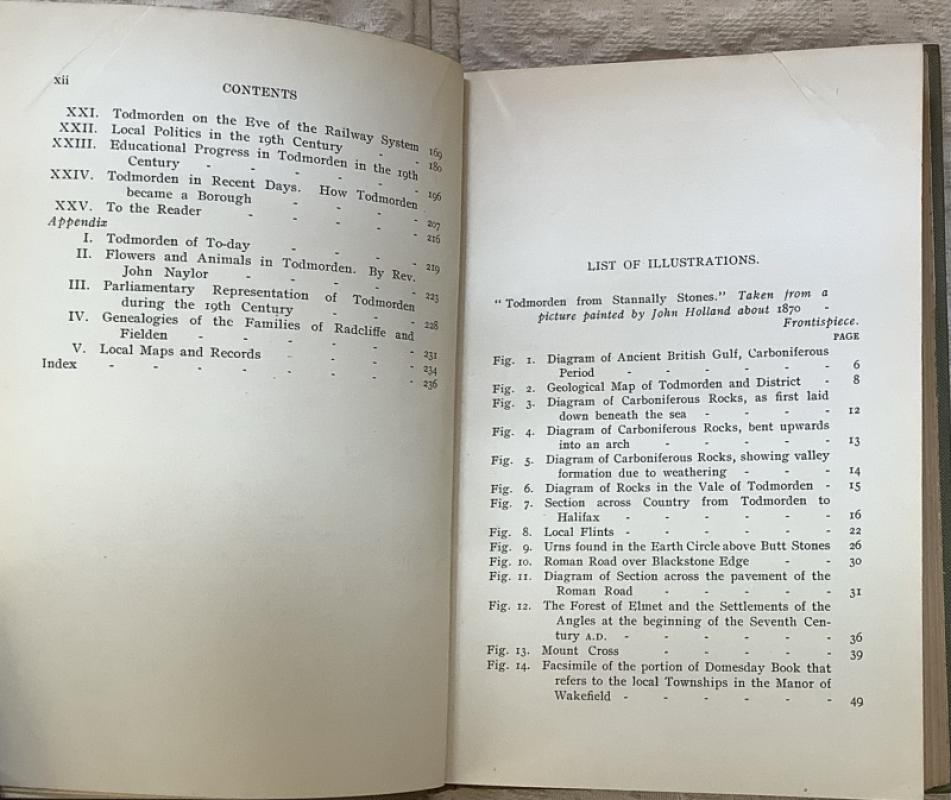 xii
CONTENTS
XXI. Todmorden on the Eve of the Railway System 169
XXII. Local Politics in the 19th Century - - 180
XXIII. Educational Progress in Todmorden in the 19th
Century - - - - - - 196
XXIV. Todmorden in Recent Days. How Todmorden
became a Borough - - - - 207
XXV. To the Reader - - - - - 216
Appendix
I. Todmorden of To-day - - - - 219
II. Flowers and Animals in Todmorden. By Rev.
John Naylor - - - - - 223
III. Parliamentary Representation of Todmorden
during the 19th Century - - - 228
IV. Genealogies of the Families of Radcliffe and
Fielden - - - - - - 231
V. Local Maps and Records - - - - 234
Index - - - - - - - - 236
LIST OF ILLUSTRATIONS.
" Todmorden from Stannally Stones." Taken from a
picture painted by John Holland about 1870 -
Frontispiece.
PAGE
Fig. 1. Diagram of Ancient British Gulf, Carboniferous
Period - - - - - - 6
Fig. 2. Geological Map of Todmorden and District - 8
Fig. 3. Diagram of Carboniferous Rocks, as first laid
down beneath the sea - - - - 12
Fig. 4. Diagram of Carboniferous Rocks, bent upwards
into an arch - - - - - 13
Fig. 5. Diagram of Carboniferous Rocks, showing valley
formation due to weathering - - - 14
Fig. 6. Diagram of Rocks in the Vale of Todmorden - 15
Fig. 7. Section across Country from Todmorden to
Halifax - - - - - - 16
Fig. 8. Local Flints - - - - - - 22
Fig. 9. Urns found in the Earth Circle above Butt Stones 26
Fig. 10. Roman Road over Blackstone Edge - - 30
Fig. 11. Diagram of Section across the pavement of the
Roman Road - - - - - 31
Fig. 12. The Forest of Elmet and the Settlements of the
Angles at the beginning of the Seventh Cen-
tury A.D. - - - - - - 36
Fig. 13. Mount Cross - - - - - 39
Fig. 14. Facsimile of the portion of Domesday Book that
refers to the local Townships in the Manor of
Wakefield - - - - - - 49